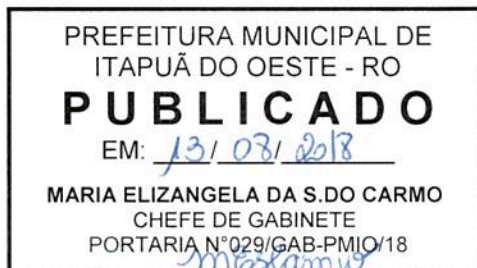 PREFEITURA MUNICIPAL DE
ITAPUÃ DO OESTE - RO
PUBLICADO
EM: 13/ 08/ 2018
MARIA ELIZANGELA DA S.DO CARMO
CHEFE DE GABINETE
PORTARIA N°029/GAB-PMIO/18